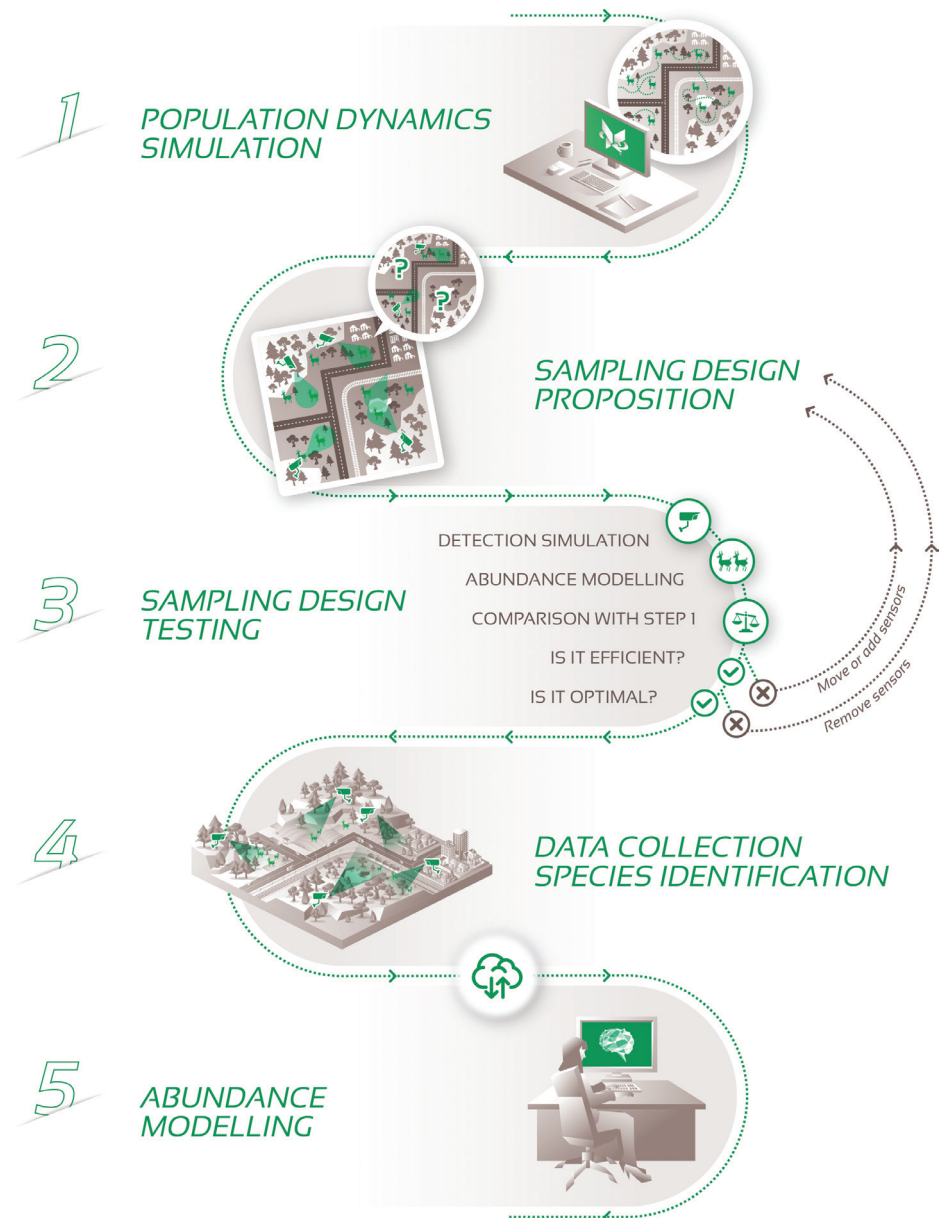 1
POPULATION DYNAMICS
SIMULATION
?
?
2
SAMPLING DESIGN
PROPOSITION
DETECTION SIMULATION
ABUNDANCE MODELLING
COMPARISON WITH STEP 1
IS IT EFFICIENT?
IS IT OPTIMAL?
3
SAMPLING DESIGN
TESTING
Move or add sensors
Remove sensors
4
DATA COLLECTION
SPECIES IDENTIFICATION
5
ABUNDANCE
MODELLING